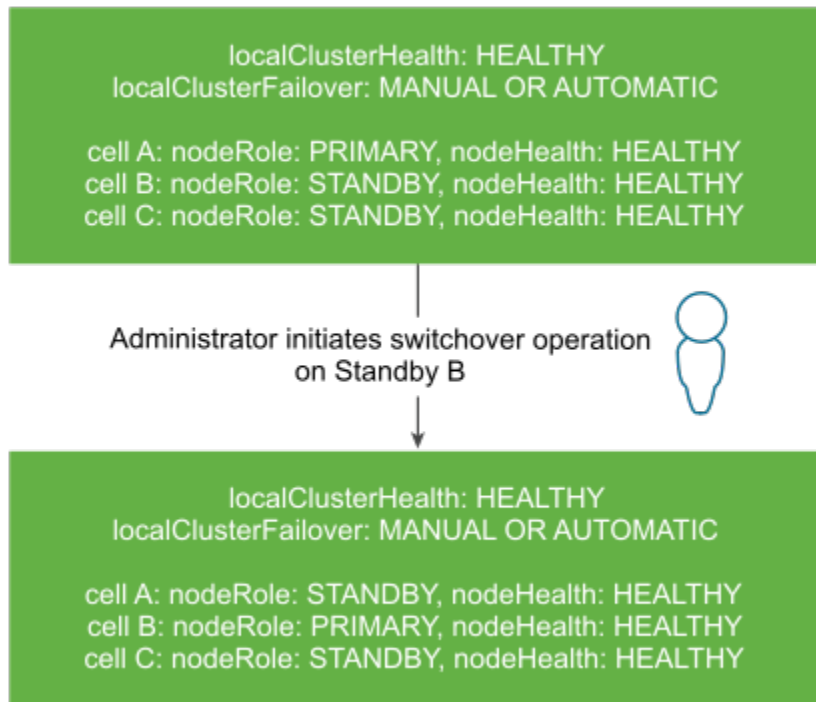 localClusterHealth: HEALTHY
localClusterFailover: MANUAL OR AUTOMATIC
cell A: nodeRole: PRIMARY, nodeHealth: HEALTHY
cell B: nodeRole: STANDBY, nodeHealth: HEALTHY
cell C: nodeRole: STANDBY, nodeHealth: HEALTHY
Administrator initiates switchover operation
on Standby B
localClusterHealth: HEALTHY
localClusterFailover: MANUAL OR AUTOMATIC
cell A: nodeRole: STANDBY, nodeHealth: HEALTHY
cell B: nodeRole: PRIMARY, nodeHealth: HEALTHY
cell C: nodeRole: STANDBY, nodeHealth: HEALTHY